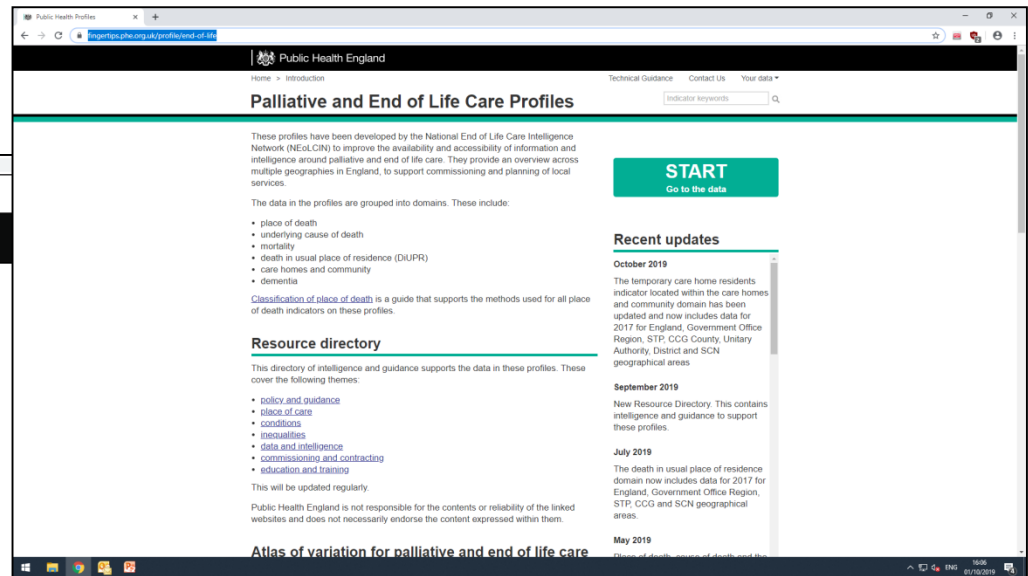 Public Health Profiles
fingertips.phe.org.uk/profile/end-of-life
Public Health England
Home > Introduction
Technical Guidance Contact Us Your data
Palliative and End of Life Care Profiles
Indicator keywords
These profiles have been developed by the National End of Life Care Intelligence
Network (NEoLCIN) to improve the availability and accessibility of information and
intelligence around palliative and end of life care. They provide an overview across
multiple geographies in England, to support commissioning and planning of local
services.
The data in the profiles are grouped into domains. These include:
• place of death
• underlying cause of death
• mortality
• death in usual place of residence (DiUPR)
• care homes and community
• dementia
Classification of place of death is a guide that supports the methods used for all place
of death indicators on these profiles.
Resource directory
This directory of intelligence and guidance supports the data in these profiles. These
cover the following themes:
• policy and guidance
• place of care
• conditions
• inequalities
• data and intelligence
• commissioning and contracting
• education and training
This will be updated regularly.
Public Health England is not responsible for the contents or reliability of the linked
websites and does not necessarily endorse the content expressed within them.
Atlas of variation for palliative and end of life care
START
Go to the data
Recent updates
October 2019
The temporary care home residents
indicator located within the care homes
and community domain has been
updated and now includes data for
2017 for England, Government Office
Region, STP, CCG County, Unitary
Authority, District and SCN
geographical areas
September 2019
New Resource Directory. This contains
intelligence and guidance to support
these profiles.
July 2019
The death in usual place of residence
domain now includes data for 2017 for
England, Government Office Region,
STP, CCG and SCN geographical
areas.
May 2019
Place of death, cause of death and the
ENG
16:06
01/10/2019